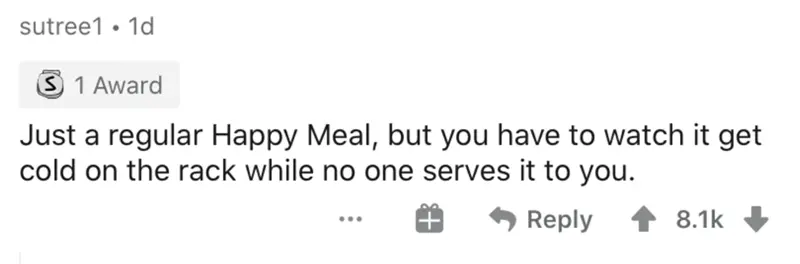 sutree1 • 1d
S 1 Award
Just a regular Happy Meal, but you have to watch it get
cold on the rack while no one serves it to you.
... Reply 8.1k